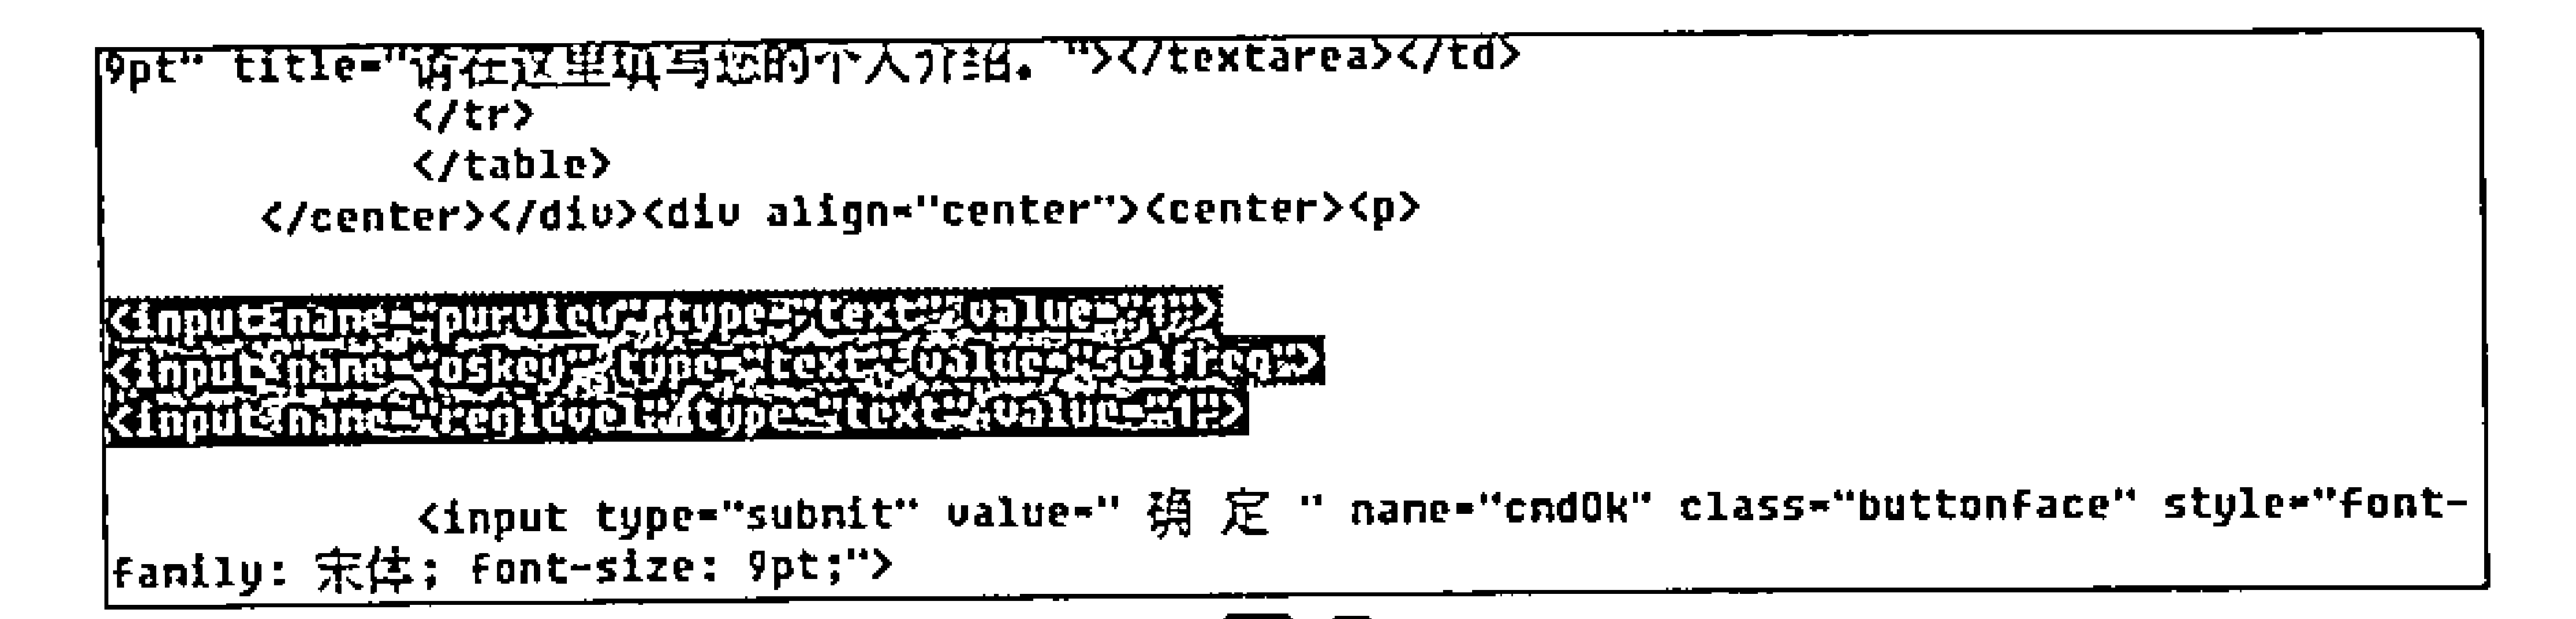 9pt" title="请在这里填写您的个人介绍。"></textarea></td>
</tr>
</table>
</center></div><div align="center"><center><p>
<input name="purview" type="text" value="1">
<input name="oskey" type="text" value="selfreg">
<input name="reglevel" type="text" value="1">
<input type="submit" value=" 确 定 " name="cmdOk" class="buttonface" style="font-
family: 宋体; font-size: 9pt;">